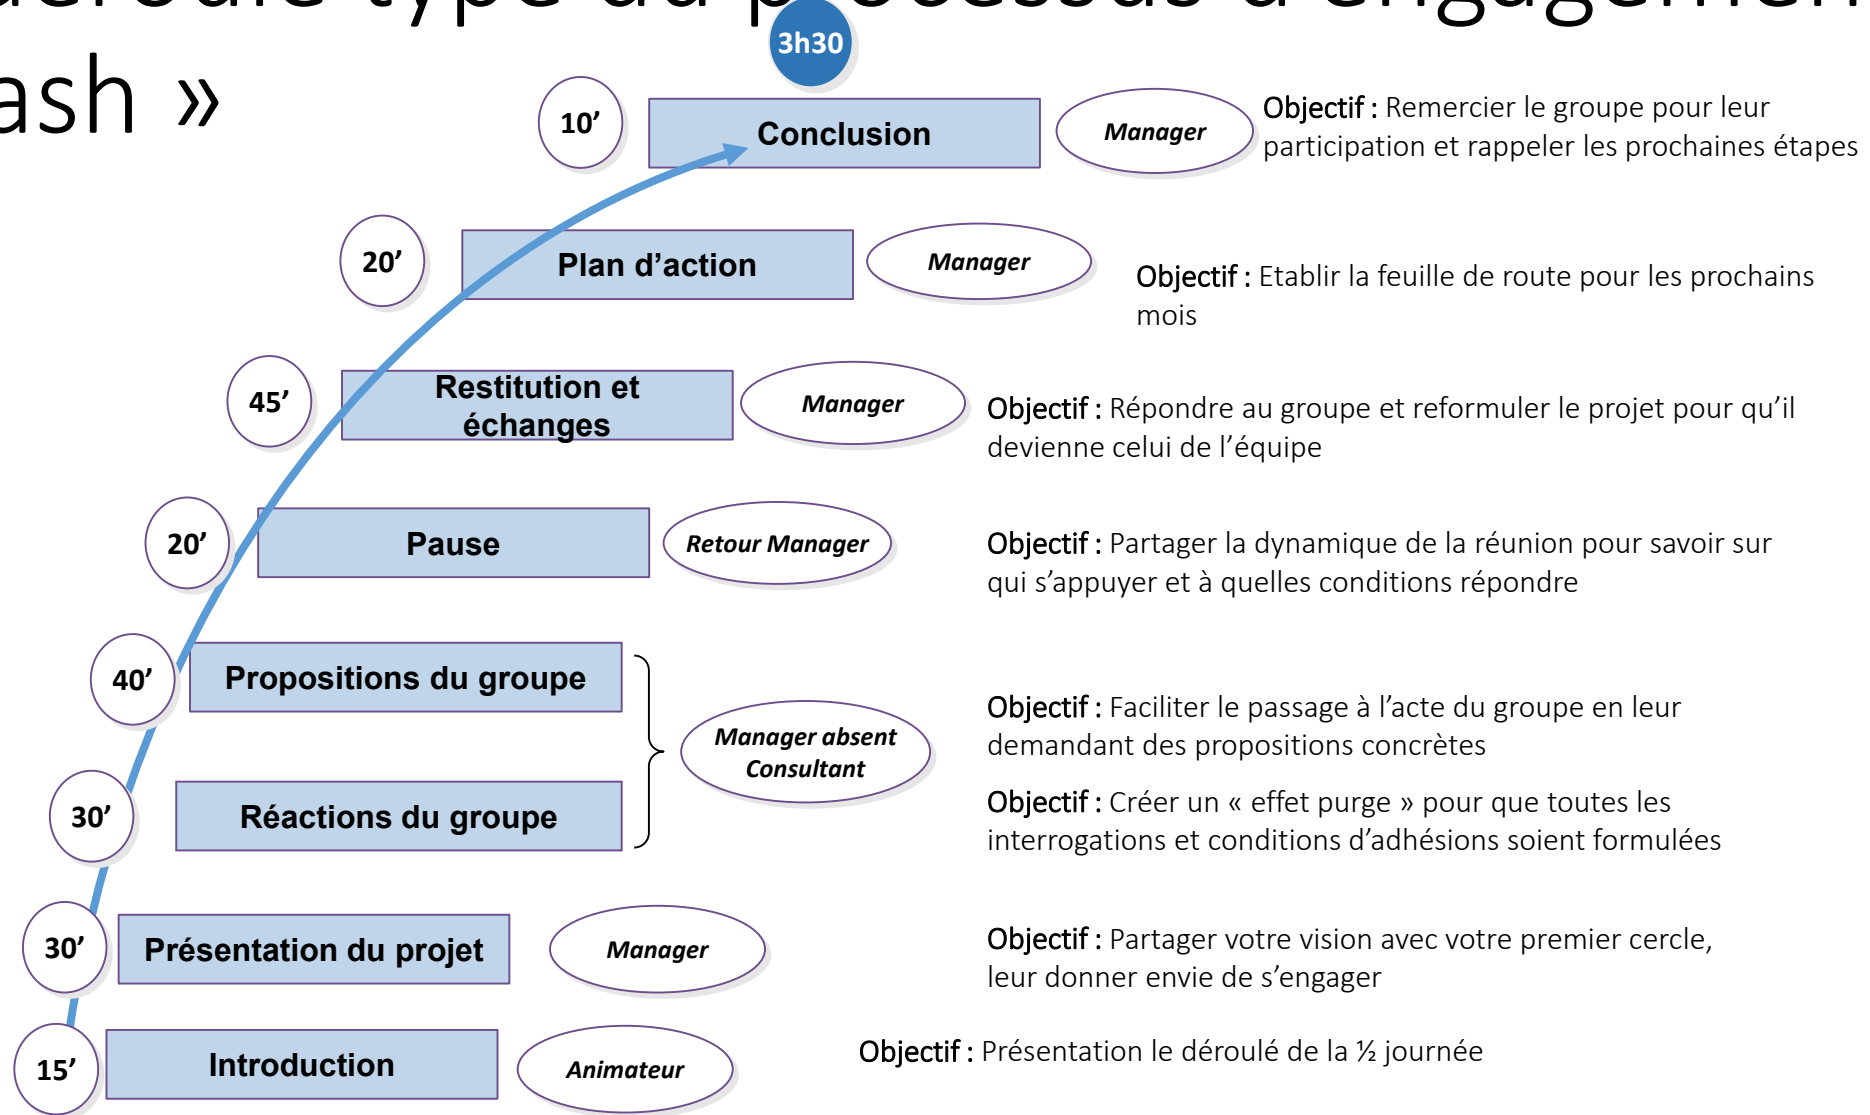 déroulé type du processus d'engagemen
ash »
3h30
10’
Conclusion
Manager
Objectif : Remercier le groupe pour leur
participation et rappeler les prochaines étapes
20’
Plan d’action
Manager
Objectif : Etablir la feuille de route pour les prochains
mois
45’
Restitution et
échanges
Manager
Objectif : Répondre au groupe et reformuler le projet pour qu’il
devienne celui de l’équipe
20’
Pause
Retour Manager
Objectif : Partager la dynamique de la réunion pour savoir sur
qui s’appuyer et à quelles conditions répondre
40’
Propositions du groupe
Manager absent
Consultant
Objectif : Faciliter le passage à l’acte du groupe en leur
demandant des propositions concrètes
30’
Réactions du groupe
Objectif : Créer un « effet purge » pour que toutes les
interrogations et conditions d’adhésions soient formulées
30’
Présentation du projet
Manager
Objectif : Partager votre vision avec votre premier cercle,
leur donner envie de s’engager
15’
Introduction
Animateur
Objectif : Présentation le déroulé de la ½ journée